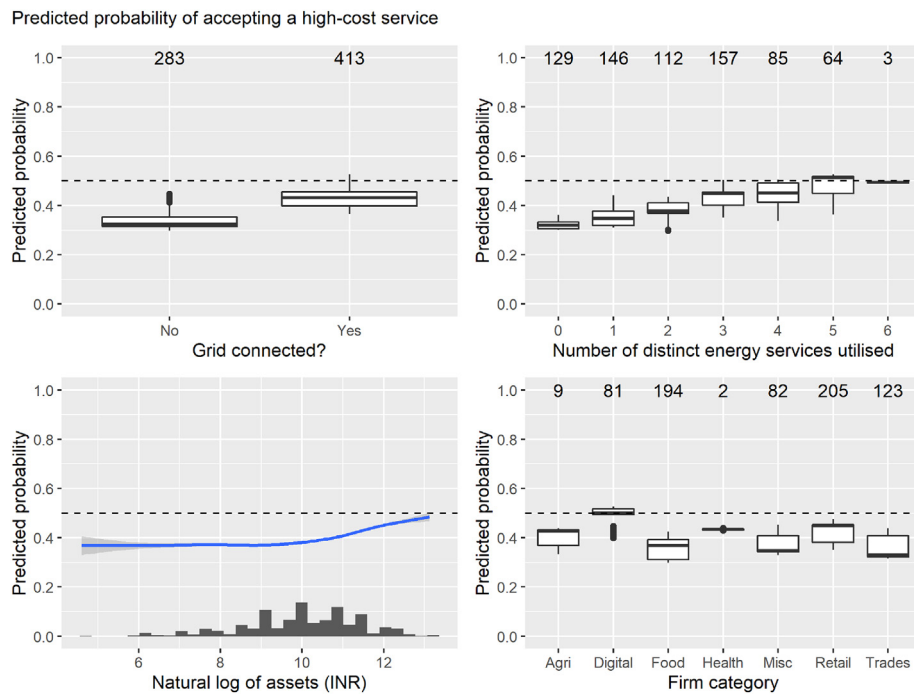 Predicted probability of accepting a high-cost service
283 413
1.0
0.8
0.6
0.4
0.2
0.0
Predicted probability
No Yes
Grid connected?
129 146 112 157 85 64 3
1.0
0.8
0.6
0.4
0.2
0.0
Predicted probability
0 1 2 3 4 5 6
Number of distinct energy services utilised
1.0
0.8
0.6
0.4
0.2
0.0
Predicted probability
6 8 10 12
Natural log of assets (INR)
9 81 194 2 82 205 123
1.0
0.8
0.6
0.4
0.2
0.0
Predicted probability
Agri Digital Food Health Misc Retail Trades
Firm category